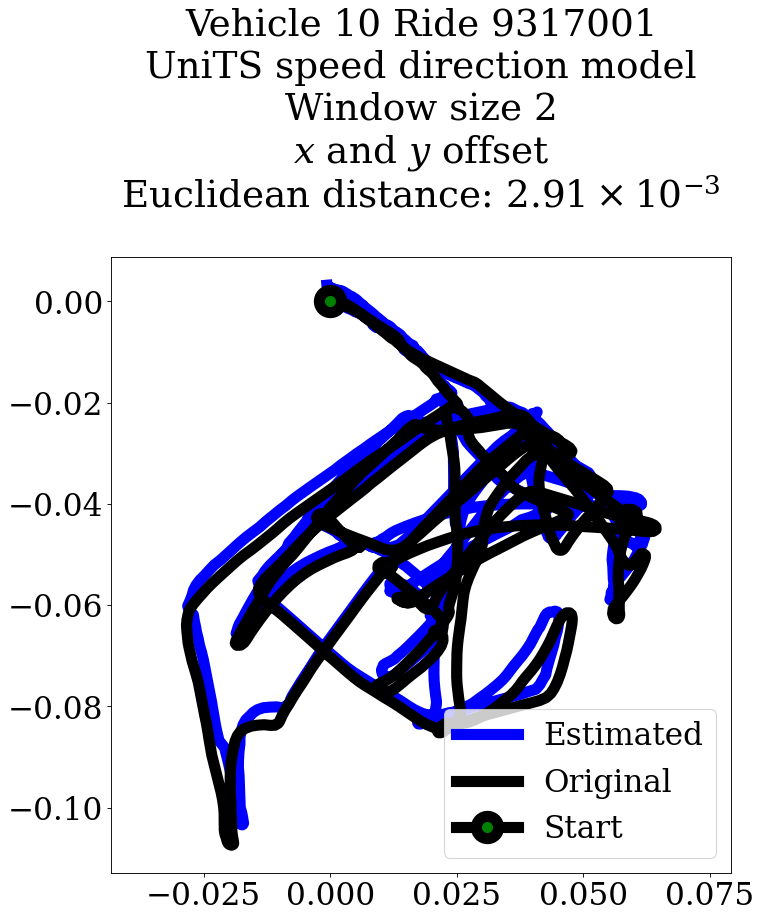 Vehicle 10 Ride 9317001
UniTS speed direction model
Window size 2
x and y offset
Euclidean distance: 2.91 × 10⁻³
0.00
−0.02
−0.04
−0.06
−0.08
−0.10
Estimated
Original
Start
−0.025 0.000 0.025 0.050 0.075